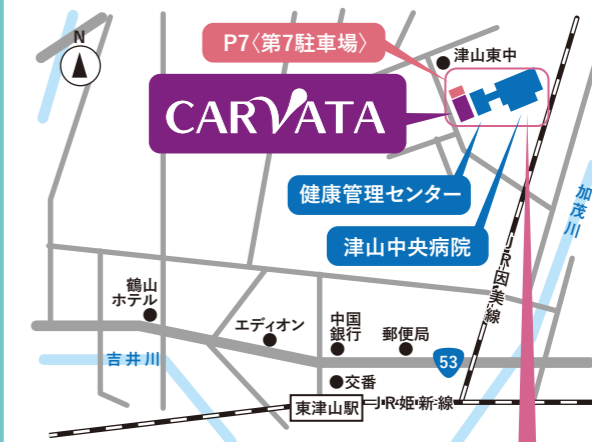 N
P7〈第7駐車場〉
津山東中
CARVATA
健康管理センター
津山中央病院
加茂川
JR因美線
鶴山
ホテル
エディオン
中国
銀行
郵便局
53
吉井川
交番
東津山駅
JR姫新線